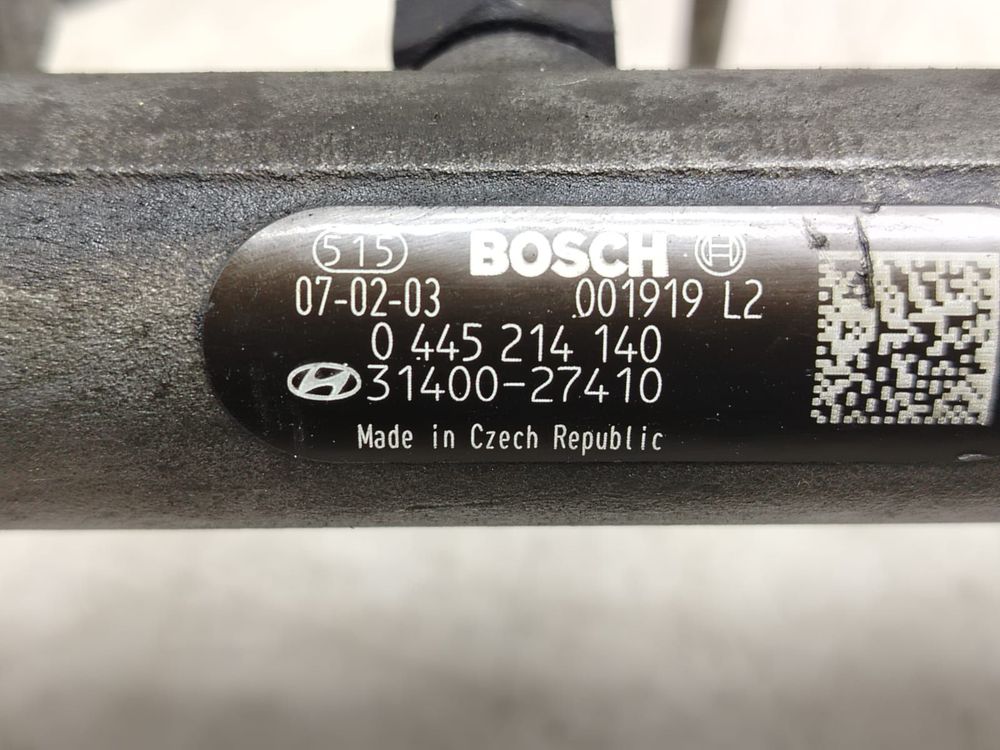 515 BOSCH
07-02-03 001919 L2
0 445 214 140
31400-27410
Made in Czech Republic